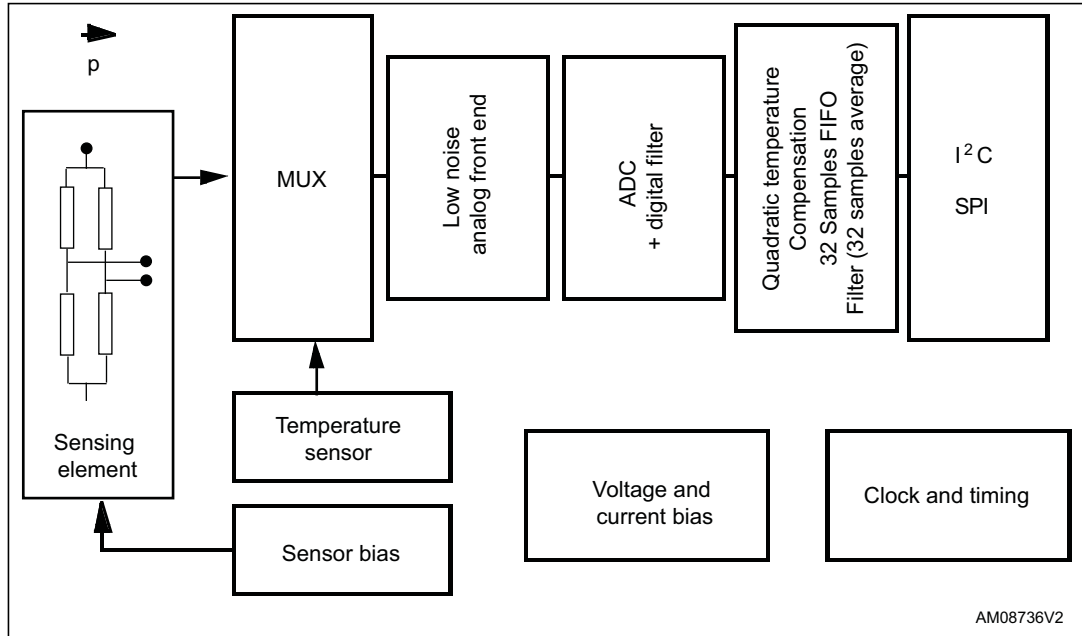 p
Sensing
element
MUX
Low noise
analog front end
ADC
+ digital filter
Quadratic temperature
Compensation
32 Samples FIFO
Filter (32 samples average)
I²C
SPI
Temperature
sensor
Sensor bias
Voltage and
current bias
Clock and timing
AM08736V2